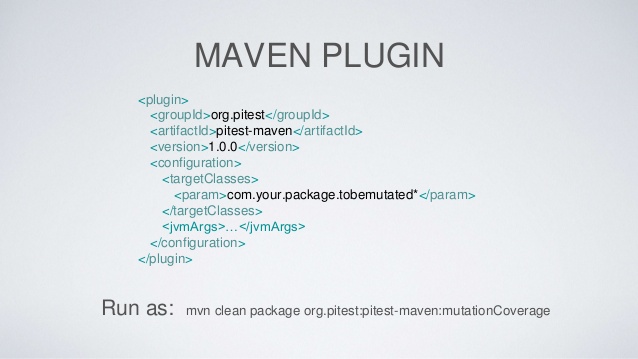 MAVEN PLUGIN
<plugin>
<groupId>org.pitest</groupId>
<artifactId>pitest-maven</artifactId>
<version>1.0.0</version>
<configuration>
<targetClasses>
<param>com.your.package.tobemutated*</param>
</targetClasses>
<jvmArgs>…</jvmArgs>
</configuration>
</plugin>
Run as: mvn clean package org.pitest:pitest-maven:mutationCoverage